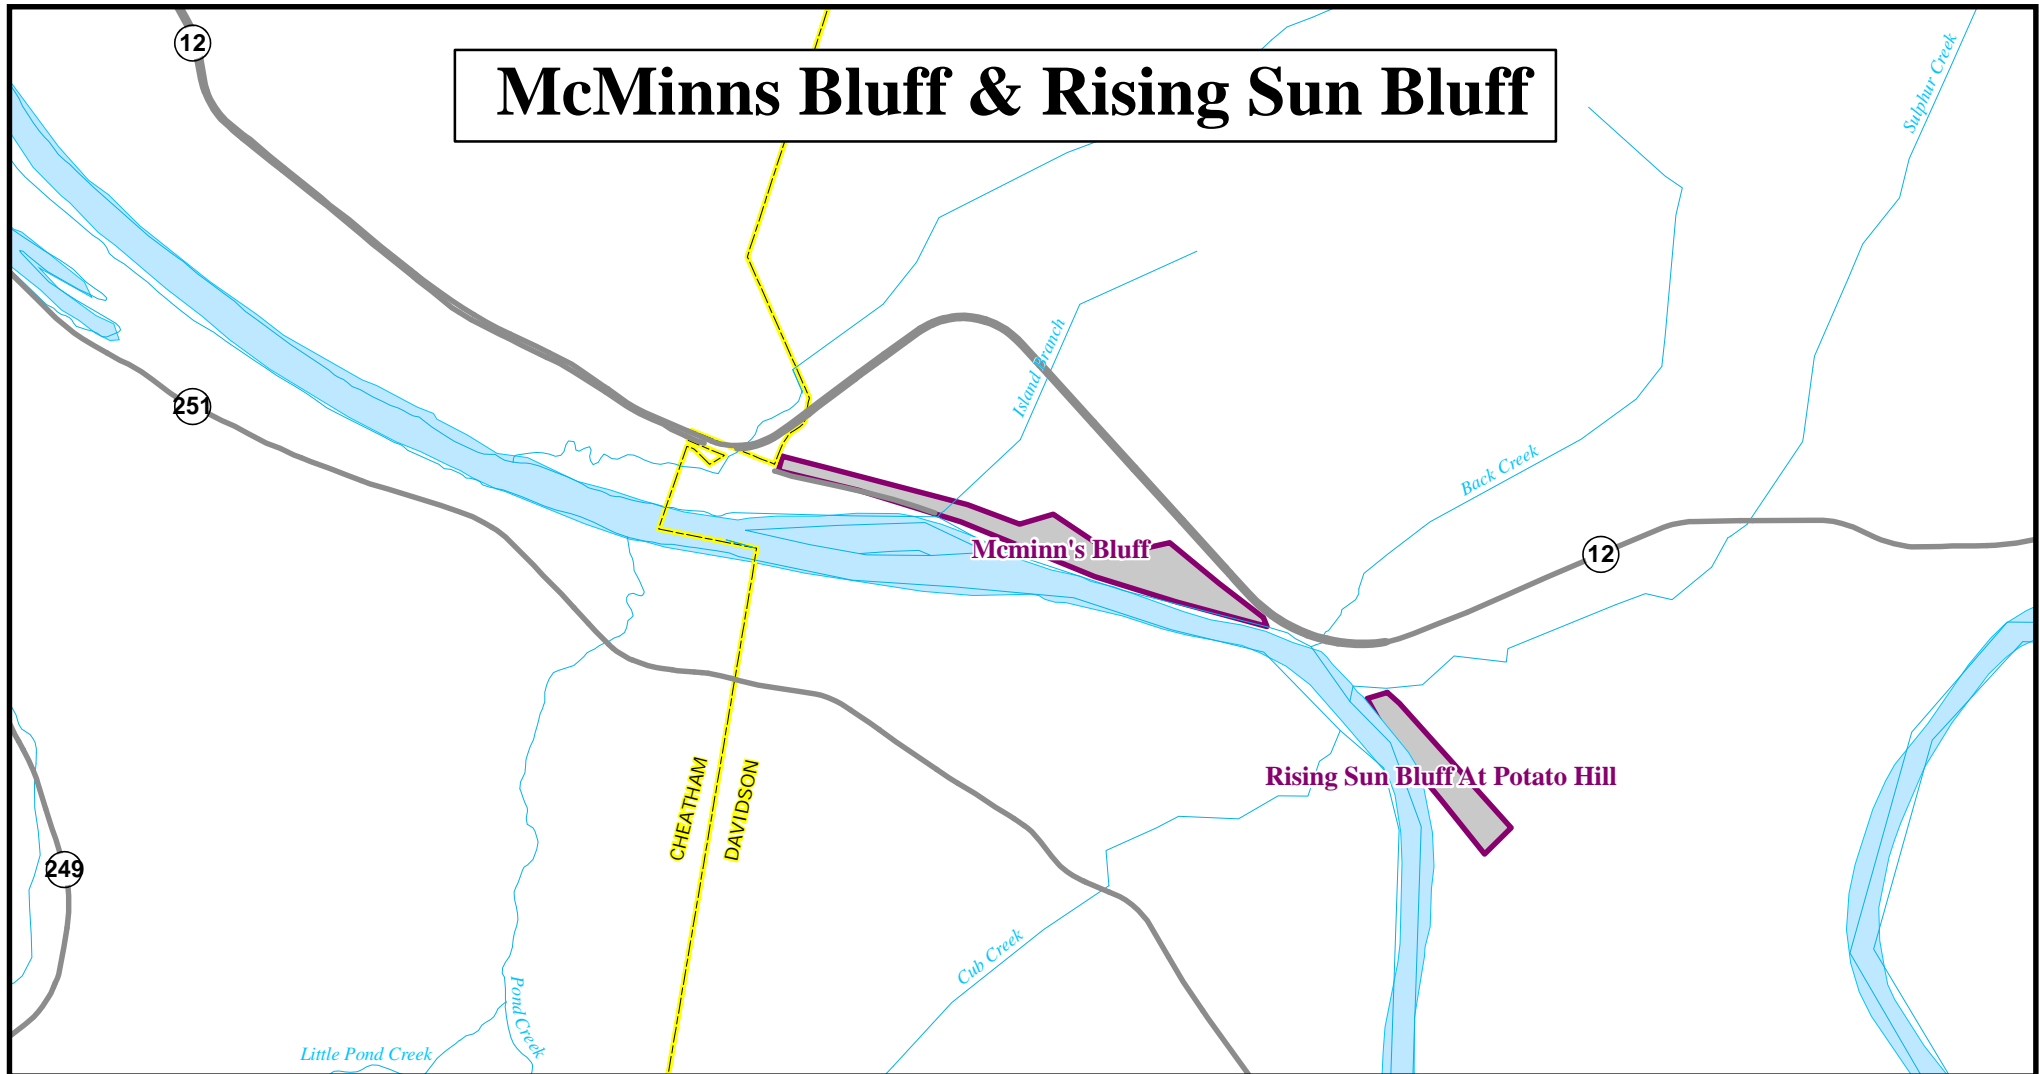 12
McMinns Bluff & Rising Sun Bluff
Sulphur Creek
Island Branch
251
Back Creek
Mcminn's Bluff
12
Rising Sun Bluff At Potato Hill
CHEATHAM
DAVIDSON
249
Cub Creek
Pond Creek
Little Pond Creek